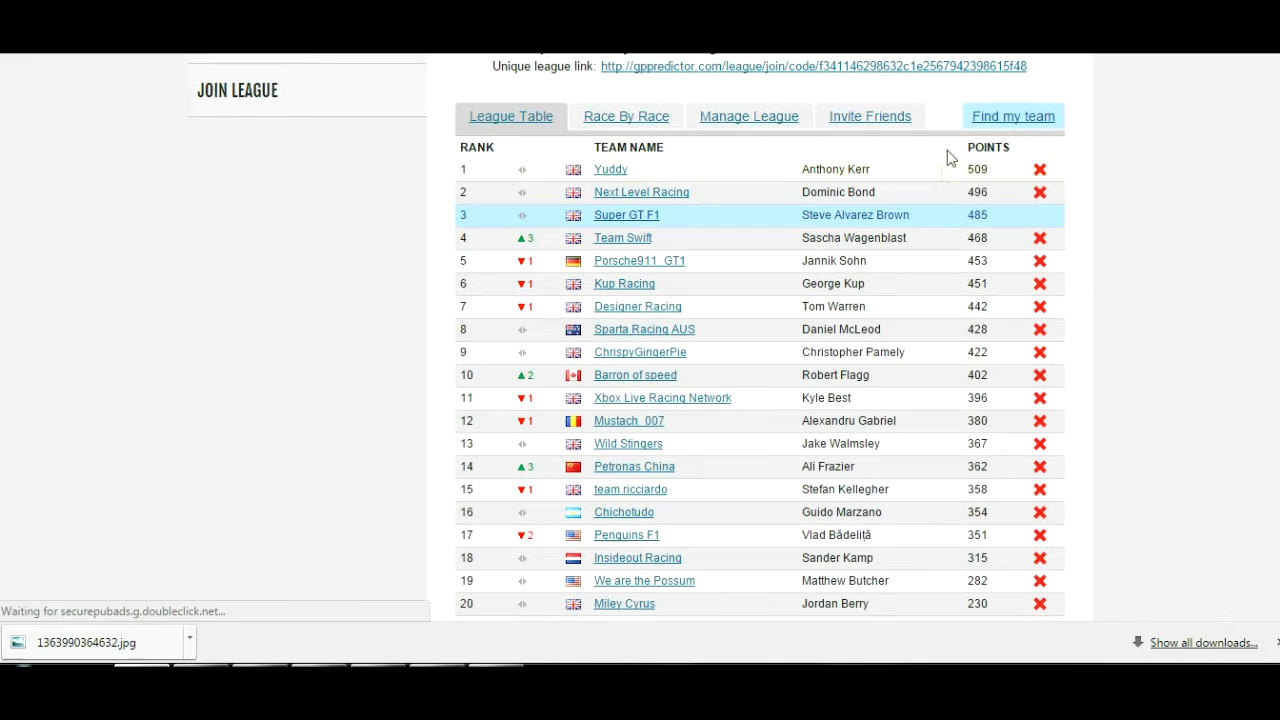 Unique league link: http://gppredictor.com/league/join/code/f341146298632c1e2567942398615f48
JOIN LEAGUE
League Table Race By Race Manage League Invite Friends Find my team
RANK TEAM NAME POINTS
1 Yuddy Anthony Kerr 509
2 Next Level Racing Dominic Bond 496
3 Super GT F1 Steve Alvarez Brown 485
4 3 Team Swift Sascha Wagenblast 468
5 1 Porsche911_GT1 Jannik Sohn 453
6 1 Kup Racing George Kup 451
7 1 Designer Racing Tom Warren 442
8 Sparta Racing AUS Daniel McLeod 428
9 ChrispyGingerPie Christopher Pamely 422
10 2 Barron of speed Robert Flagg 402
11 1 Xbox Live Racing Network Kyle Best 396
12 1 Mustach_007 Alexandru Gabriel 380
13 Wild Stingers Jake Walmsley 367
14 3 Petronas China Ali Frazier 362
15 1 team ricciardo Stefan Kellegher 358
16 Chichotudo Guido Marzano 354
17 2 Penguins F1 Vlad Bădeliță 351
18 Insideout Racing Sander Kamp 315
19 We are the Possum Matthew Butcher 282
20 Miley Cyrus Jordan Berry 230
Waiting for securepubads.g.doubleclick.net...
1363990364632.jpg
Show all downloads...